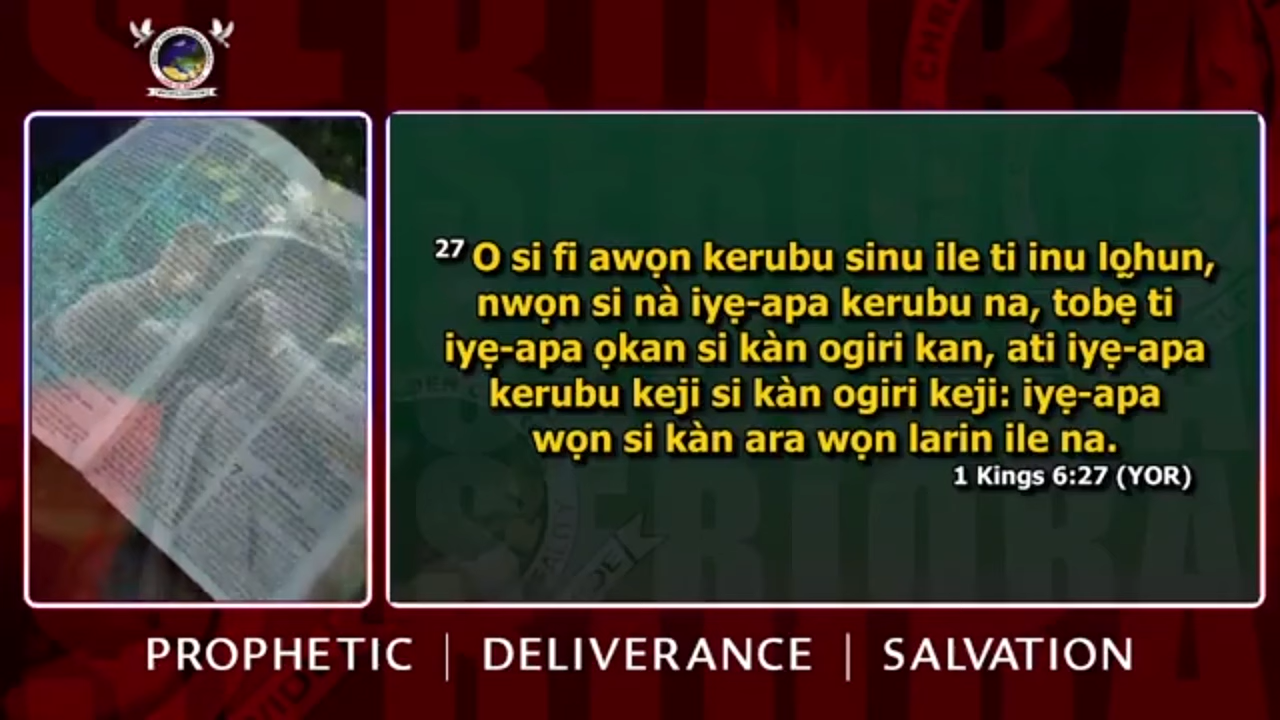 27 O si fi awọn kerubu sinu ile ti inu lọhun,
nwọn si nà iyẹ-apa kerubu na, tobẹ ti
iyẹ-apa ọkan si kàn ogiri kan, ati iyẹ-apa
kerubu keji si kàn ogiri keji: iyẹ-apa
wọn si kàn ara wọn larin ile na.
1 Kings 6:27 (YOR)
PROPHETIC | DELIVERANCE | SALVATION